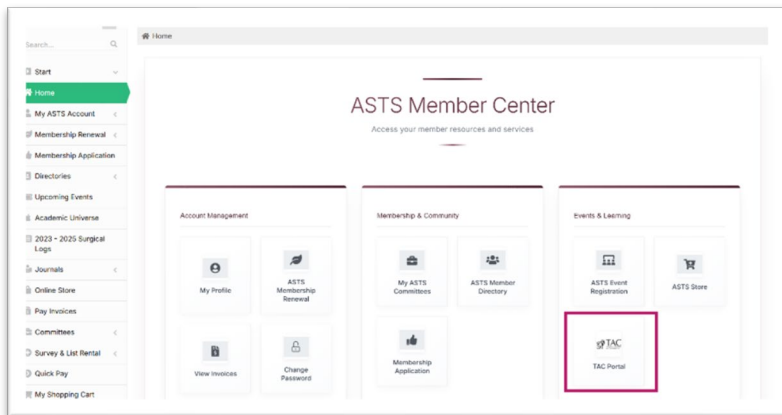 Search...
Home
Start
Home
My ASTS Account
Membership Renewal
Membership Application
Directories
Upcoming Events
Academic Universe
2023 - 2025 Surgical
Logs
Journals
Online Store
Pay Invoices
Committees
Survey & List Rental
Quick Pay
My Shopping Cart
ASTS Member Center
Access your member resources and services
Account Management
My Profile
ASTS
Membership
Renewal
View Invoices
Change
Password
Membership & Community
My ASTS
Committees
ASTS Member
Directory
Membership
Application
Events & Learning
ASTS Event
Registration
ASTS Store
TAC
TAC Portal